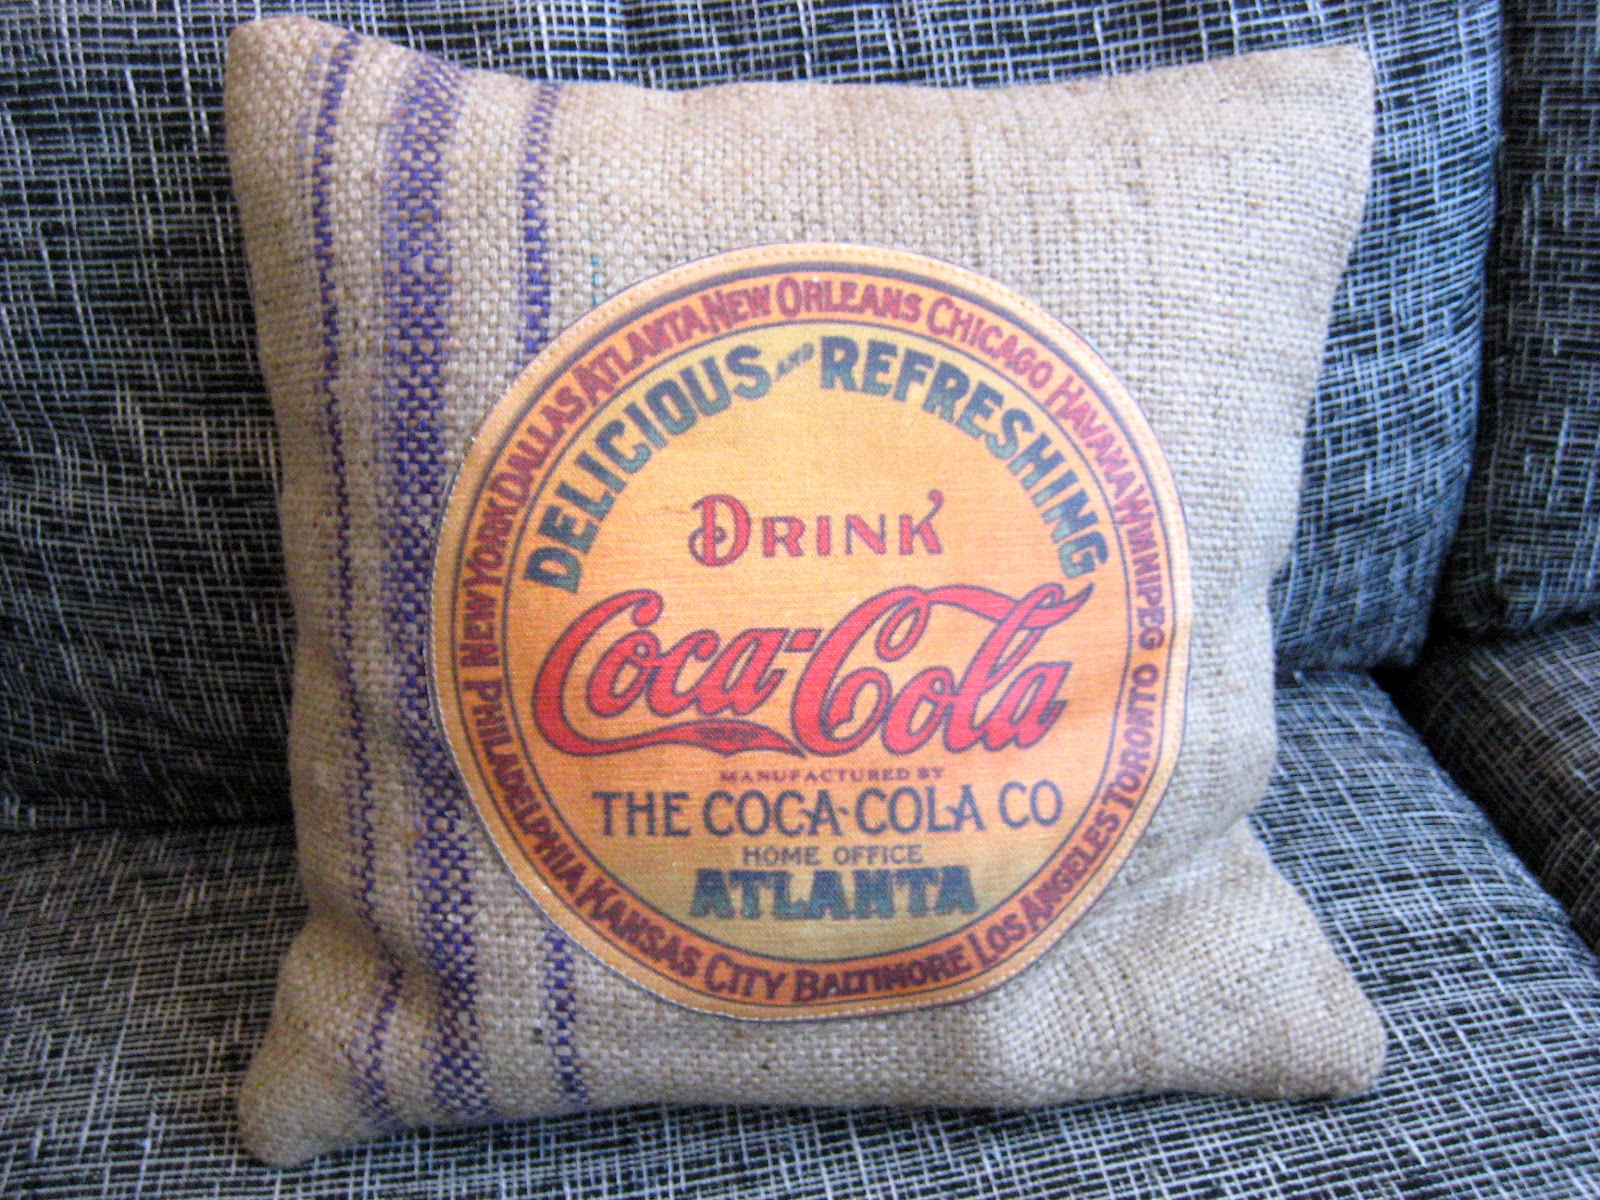 NEW YORK DALLAS ATLANTA NEW ORLEANS CHICAGO HAVANA WINNIPEG
DELICIOUS AND REFRESHING
DRINK
Coca-Cola
MANUFACTURED BY
THE COCA-COLA CO
HOME OFFICE
ATLANTA
PHILADELPHIA KANSAS CITY BALTIMORE LOS ANGELES TORONTO